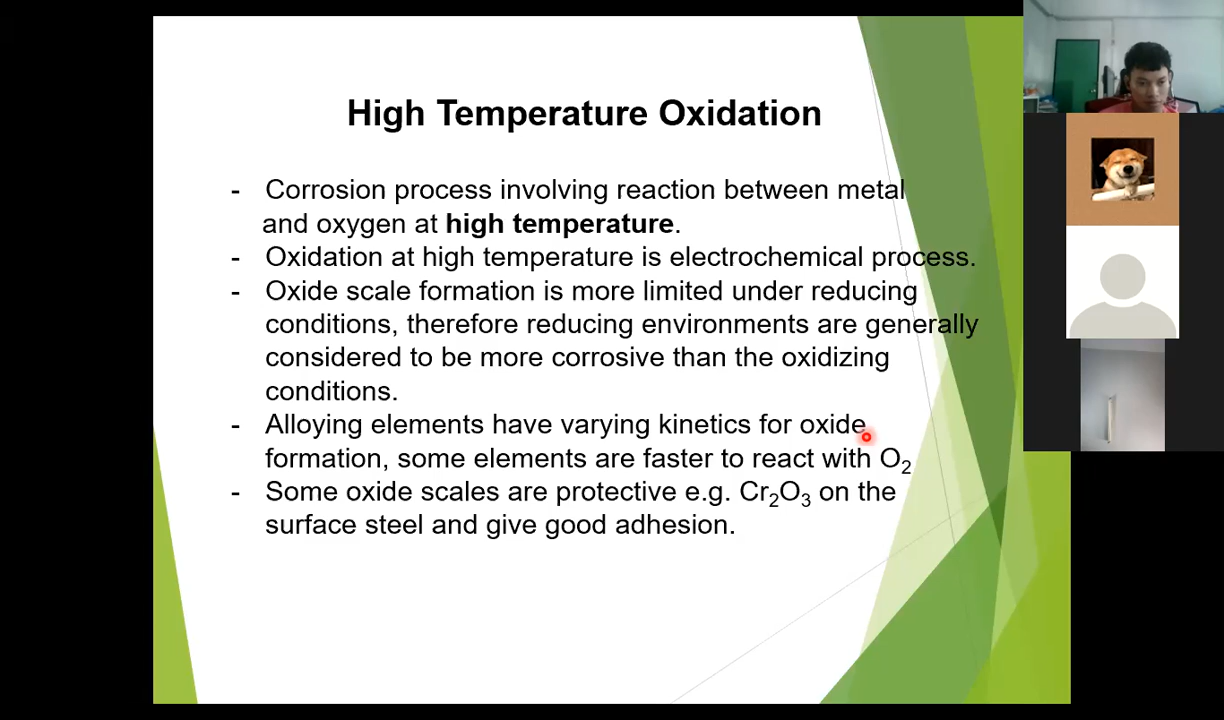 High Temperature Oxidation
- Corrosion process involving reaction between metal
and oxygen at high temperature.
- Oxidation at high temperature is electrochemical process.
- Oxide scale formation is more limited under reducing
conditions, therefore reducing environments are generally
considered to be more corrosive than the oxidizing
conditions.
- Alloying elements have varying kinetics for oxide
formation, some elements are faster to react with O₂
- Some oxide scales are protective e.g. Cr₂O₃ on the
surface steel and give good adhesion.